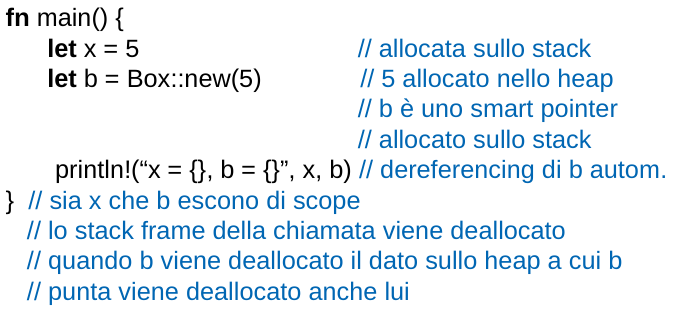 fn main() {
let x = 5 // allocata sullo stack
let b = Box::new(5) // 5 allocato nello heap
// b è uno smart pointer
// allocato sullo stack
println!(“x = {}, b = {}”, x, b) // dereferencing di b autom.
} // sia x che b escono di scope
// lo stack frame della chiamata viene deallocato
// quando b viene deallocato il dato sullo heap a cui b
// punta viene deallocato anche lui